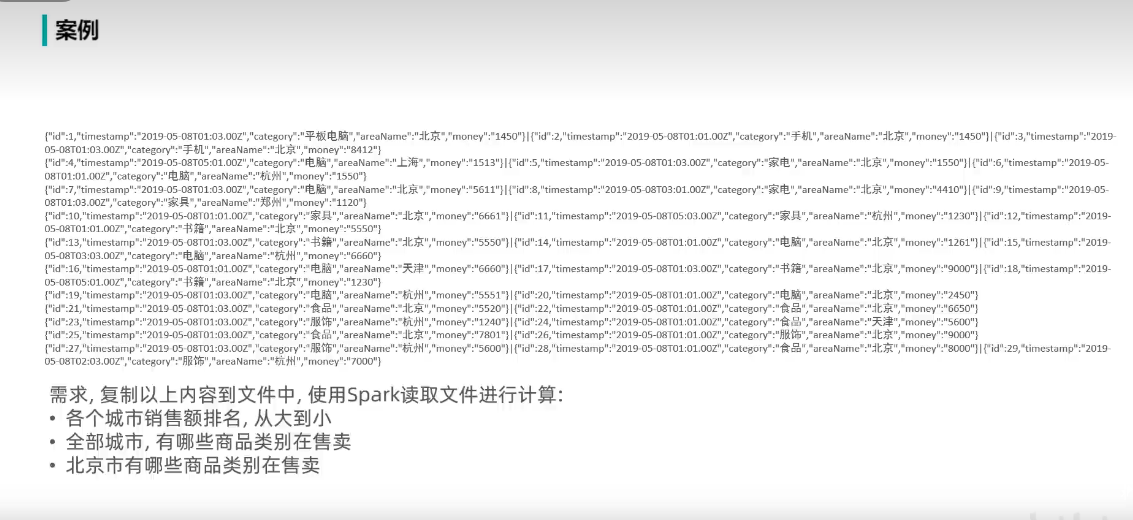 案例
{"id":1,"timestamp":"2019-05-08T01:03.00Z","category":"平板电脑","areaName":"北京","money":"1450"}|{"id":2,"timestamp":"2019-05-08T01:01.00Z","category":"手机","areaName":"北京","money":"1450"}|{"id":3,"timestamp":"2019-
05-08T01:03.00Z","category":"手机","areaName":"北京","money":"8412"}
{"id":4,"timestamp":"2019-05-08T05:01.00Z","category":"电脑","areaName":"上海","money":"1513"}|{"id":5,"timestamp":"2019-05-08T01:03.00Z","category":"家电","areaName":"北京","money":"1550"}|{"id":6,"timestamp":"2019-05-
08T01:01.00Z","category":"电脑","areaName":"杭州","money":"1550"}
{"id":7,"timestamp":"2019-05-08T01:03.00Z","category":"电脑","areaName":"北京","money":"5611"}|{"id":8,"timestamp":"2019-05-08T03:01.00Z","category":"家电","areaName":"北京","money":"4410"}|{"id":9,"timestamp":"2019-05-
08T01:03.00Z","category":"家具","areaName":"郑州","money":"1120"}
{"id":10,"timestamp":"2019-05-08T01:01.00Z","category":"家具","areaName":"北京","money":"6661"}|{"id":11,"timestamp":"2019-05-08T05:03.00Z","category":"家具","areaName":"杭州","money":"1230"}|{"id":12,"timestamp":"2019-
05-08T01:01.00Z","category":"书籍","areaName":"北京","money":"5550"}
{"id":13,"timestamp":"2019-05-08T01:03.00Z","category":"书籍","areaName":"北京","money":"5550"}|{"id":14,"timestamp":"2019-05-08T01:01.00Z","category":"电脑","areaName":"北京","money":"1261"}|{"id":15,"timestamp":"2019-
05-08T03:03.00Z","category":"电脑","areaName":"杭州","money":"6660"}
{"id":16,"timestamp":"2019-05-08T01:01.00Z","category":"电脑","areaName":"天津","money":"6660"}|{"id":17,"timestamp":"2019-05-08T01:03.00Z","category":"书籍","areaName":"北京","money":"9000"}|{"id":18,"timestamp":"2019-
05-08T05:01.00Z","category":"书籍","areaName":"北京","money":"1230"}
{"id":19,"timestamp":"2019-05-08T01:03.00Z","category":"电脑","areaName":"杭州","money":"5551"}|{"id":20,"timestamp":"2019-05-08T01:01.00Z","category":"电脑","areaName":"北京","money":"2450"}
{"id":21,"timestamp":"2019-05-08T01:03.00Z","category":"食品","areaName":"北京","money":"5520"}|{"id":22,"timestamp":"2019-05-08T01:01.00Z","category":"食品","areaName":"北京","money":"6650"}
{"id":23,"timestamp":"2019-05-08T01:03.00Z","category":"服饰","areaName":"杭州","money":"1240"}|{"id":24,"timestamp":"2019-05-08T01:01.00Z","category":"食品","areaName":"天津","money":"5600"}
{"id":25,"timestamp":"2019-05-08T01:03.00Z","category":"食品","areaName":"北京","money":"7801"}|{"id":26,"timestamp":"2019-05-08T01:01.00Z","category":"服饰","areaName":"北京","money":"9000"}
{"id":27,"timestamp":"2019-05-08T01:03.00Z","category":"服饰","areaName":"杭州","money":"5600"}|{"id":28,"timestamp":"2019-05-08T01:01.00Z","category":"食品","areaName":"北京","money":"8000"}|{"id":29,"timestamp":"2019-
05-08T02:03.00Z","category":"服饰","areaName":"杭州","money":"7000"}
需求, 复制以上内容到文件中, 使用Spark读取文件进行计算:
• 各个城市销售额排名, 从大到小
• 全部城市, 有哪些商品类别在售卖
• 北京市有哪些商品类别在售卖